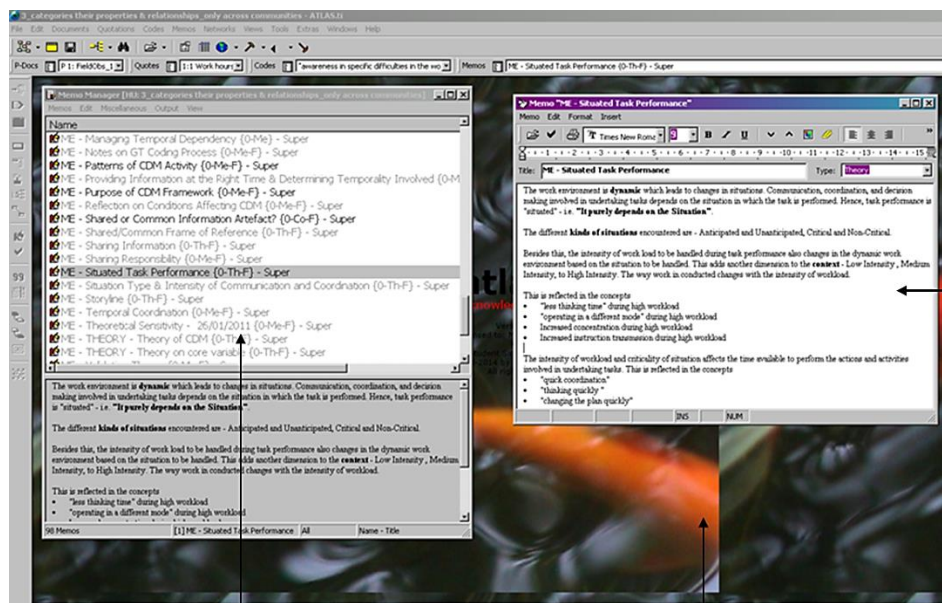 3_categories their properties & relationships_only across communities - ATLAS.ti
File Edit Documents Quotations Codes Memos Networks Views Tools Extras Windows Help
P-Docs P 1: FieldObs_1 Quotes 1:1 Work hours Codes "awareness in specific difficulties in the wo Memos ME - Situated Task Performance {0-Th-F} - Super
Memo Manager [HU: 3_categories their properties & relationships_only across communities]
Memos Edit Miscellaneous Output View
Name
ME - Managing Temporal Dependency {0-Me} - Super
ME - Notes on GT Coding Process {0-Me-F} - Super
ME - Patterns of CDM Activity {0-Me-F} - Super
ME - Providing Information at the Right Time & Determining Temporality Involved {0-M
ME - Purpose of CDM Framework {0-Me-F} - Super
ME - Reflection on Conditions Affecting CDM {0-Me-F} - Super
ME - Shared or Common Information Artefact? {0-Co-F} - Super
ME - Shared/Common Frame of Reference {0-Th-F} - Super
ME - Sharing Information {0-Th-F} - Super
ME - Sharing Responsibility {0-Me-F} - Super
ME - Situated Task Performance {0-Th-F} - Super
ME - Situation Type & Intensity of Communication and Coordination {0-Th-F} - Super
ME - Storyline {0-Th-F} - Super
ME - Temporal Coordination {0-Me-F} - Super
ME - Theoretical Sensitivity - 26/01/2011 {0-Me-F} - Super
ME - THEORY - Theory of CDM {0-Th-F} - Super
ME - THEORY - Theory on core variable {0-Th-F} - Super
The work environment is dynamic which leads to changes in situations. Communication, coordination, and decision
making involved in undertaking tasks depends on the situation in which the task is performed. Hence, task performance
is "situated" - i.e. "It purely depends on the Situation".
The different kinds of situations encountered are - Anticipated and Unanticipated, Critical and Non-Critical.
Besides this, the intensity of work load to be handled during task performance also changes in the dynamic work
environment based on the situation to be handled. This adds another dimension to the context - Low Intensity , Medium
Intensity, to High Intensity. The way work in conducted changes with the intensity of workload.
This is reflected in the concepts
• "less thinking time" during high workload
• "operating in a different mode" during high workload
98 Memos [1] ME - Situated Task Performance All Name - Title
Memo "ME - Situated Task Performance"
Memo Edit Format Insert
Times New Roma 9 B / U
1 2 3 4 5 6 7 8 9 10 11 12 13 14 15
Title: ME - Situated Task Performance Type: Theory
The work environment is dynamic which leads to changes in situations. Communication, coordination, and decision
making involved in undertaking tasks depends on the situation in which the task is performed. Hence, task performance is
"situated" - i.e. "It purely depends on the Situation".
The different kinds of situations encountered are - Anticipated and Unanticipated, Critical and Non-Critical.
Besides this, the intensity of work load to be handled during task performance also changes in the dynamic work
environment based on the situation to be handled. This adds another dimension to the context - Low Intensity , Medium
Intensity, to High Intensity. The way work in conducted changes with the intensity of workload.
This is reflected in the concepts
• "less thinking time" during high workload
• "operating in a different mode" during high workload
• Increased concentration during high workload
• Increased instruction transmission during high workload
The intensity of workload and criticality of situation affects the time available to perform the actions and activities
involved in undertaking tasks. This is reflected in the concepts
• "quick coordination"
• "thinking quickly "
• "changing the plan quickly"
INS NUM